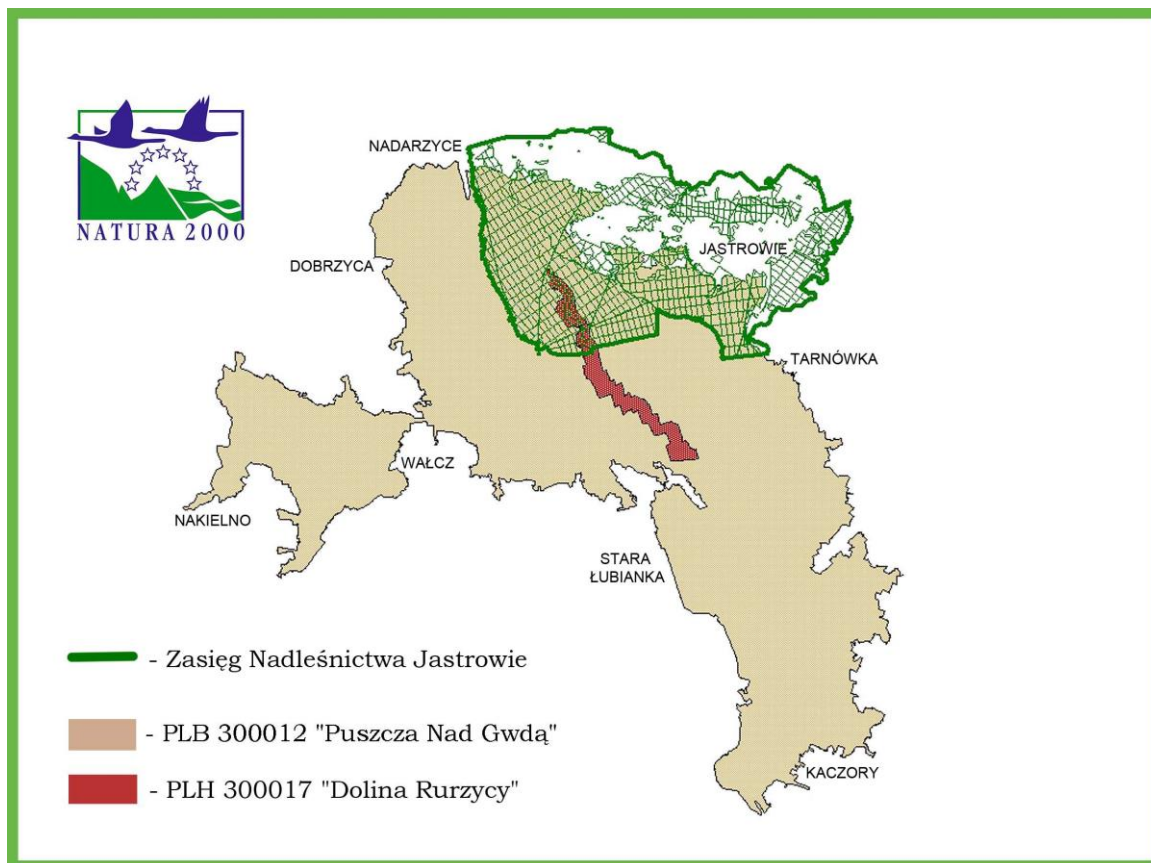 NADARZYCE
NATURA 2000
JASTROWIE
DOBRZYCA
TARNÓWKA
WAŁCZ
NAKIELNO
STARA
ŁUBIANKA
- Zasięg Nadleśnictwa Jastrowie
- PLB 300012 "Puszcza Nad Gwdą"
- PLH 300017 "Dolina Rurzycy"
KACZORY